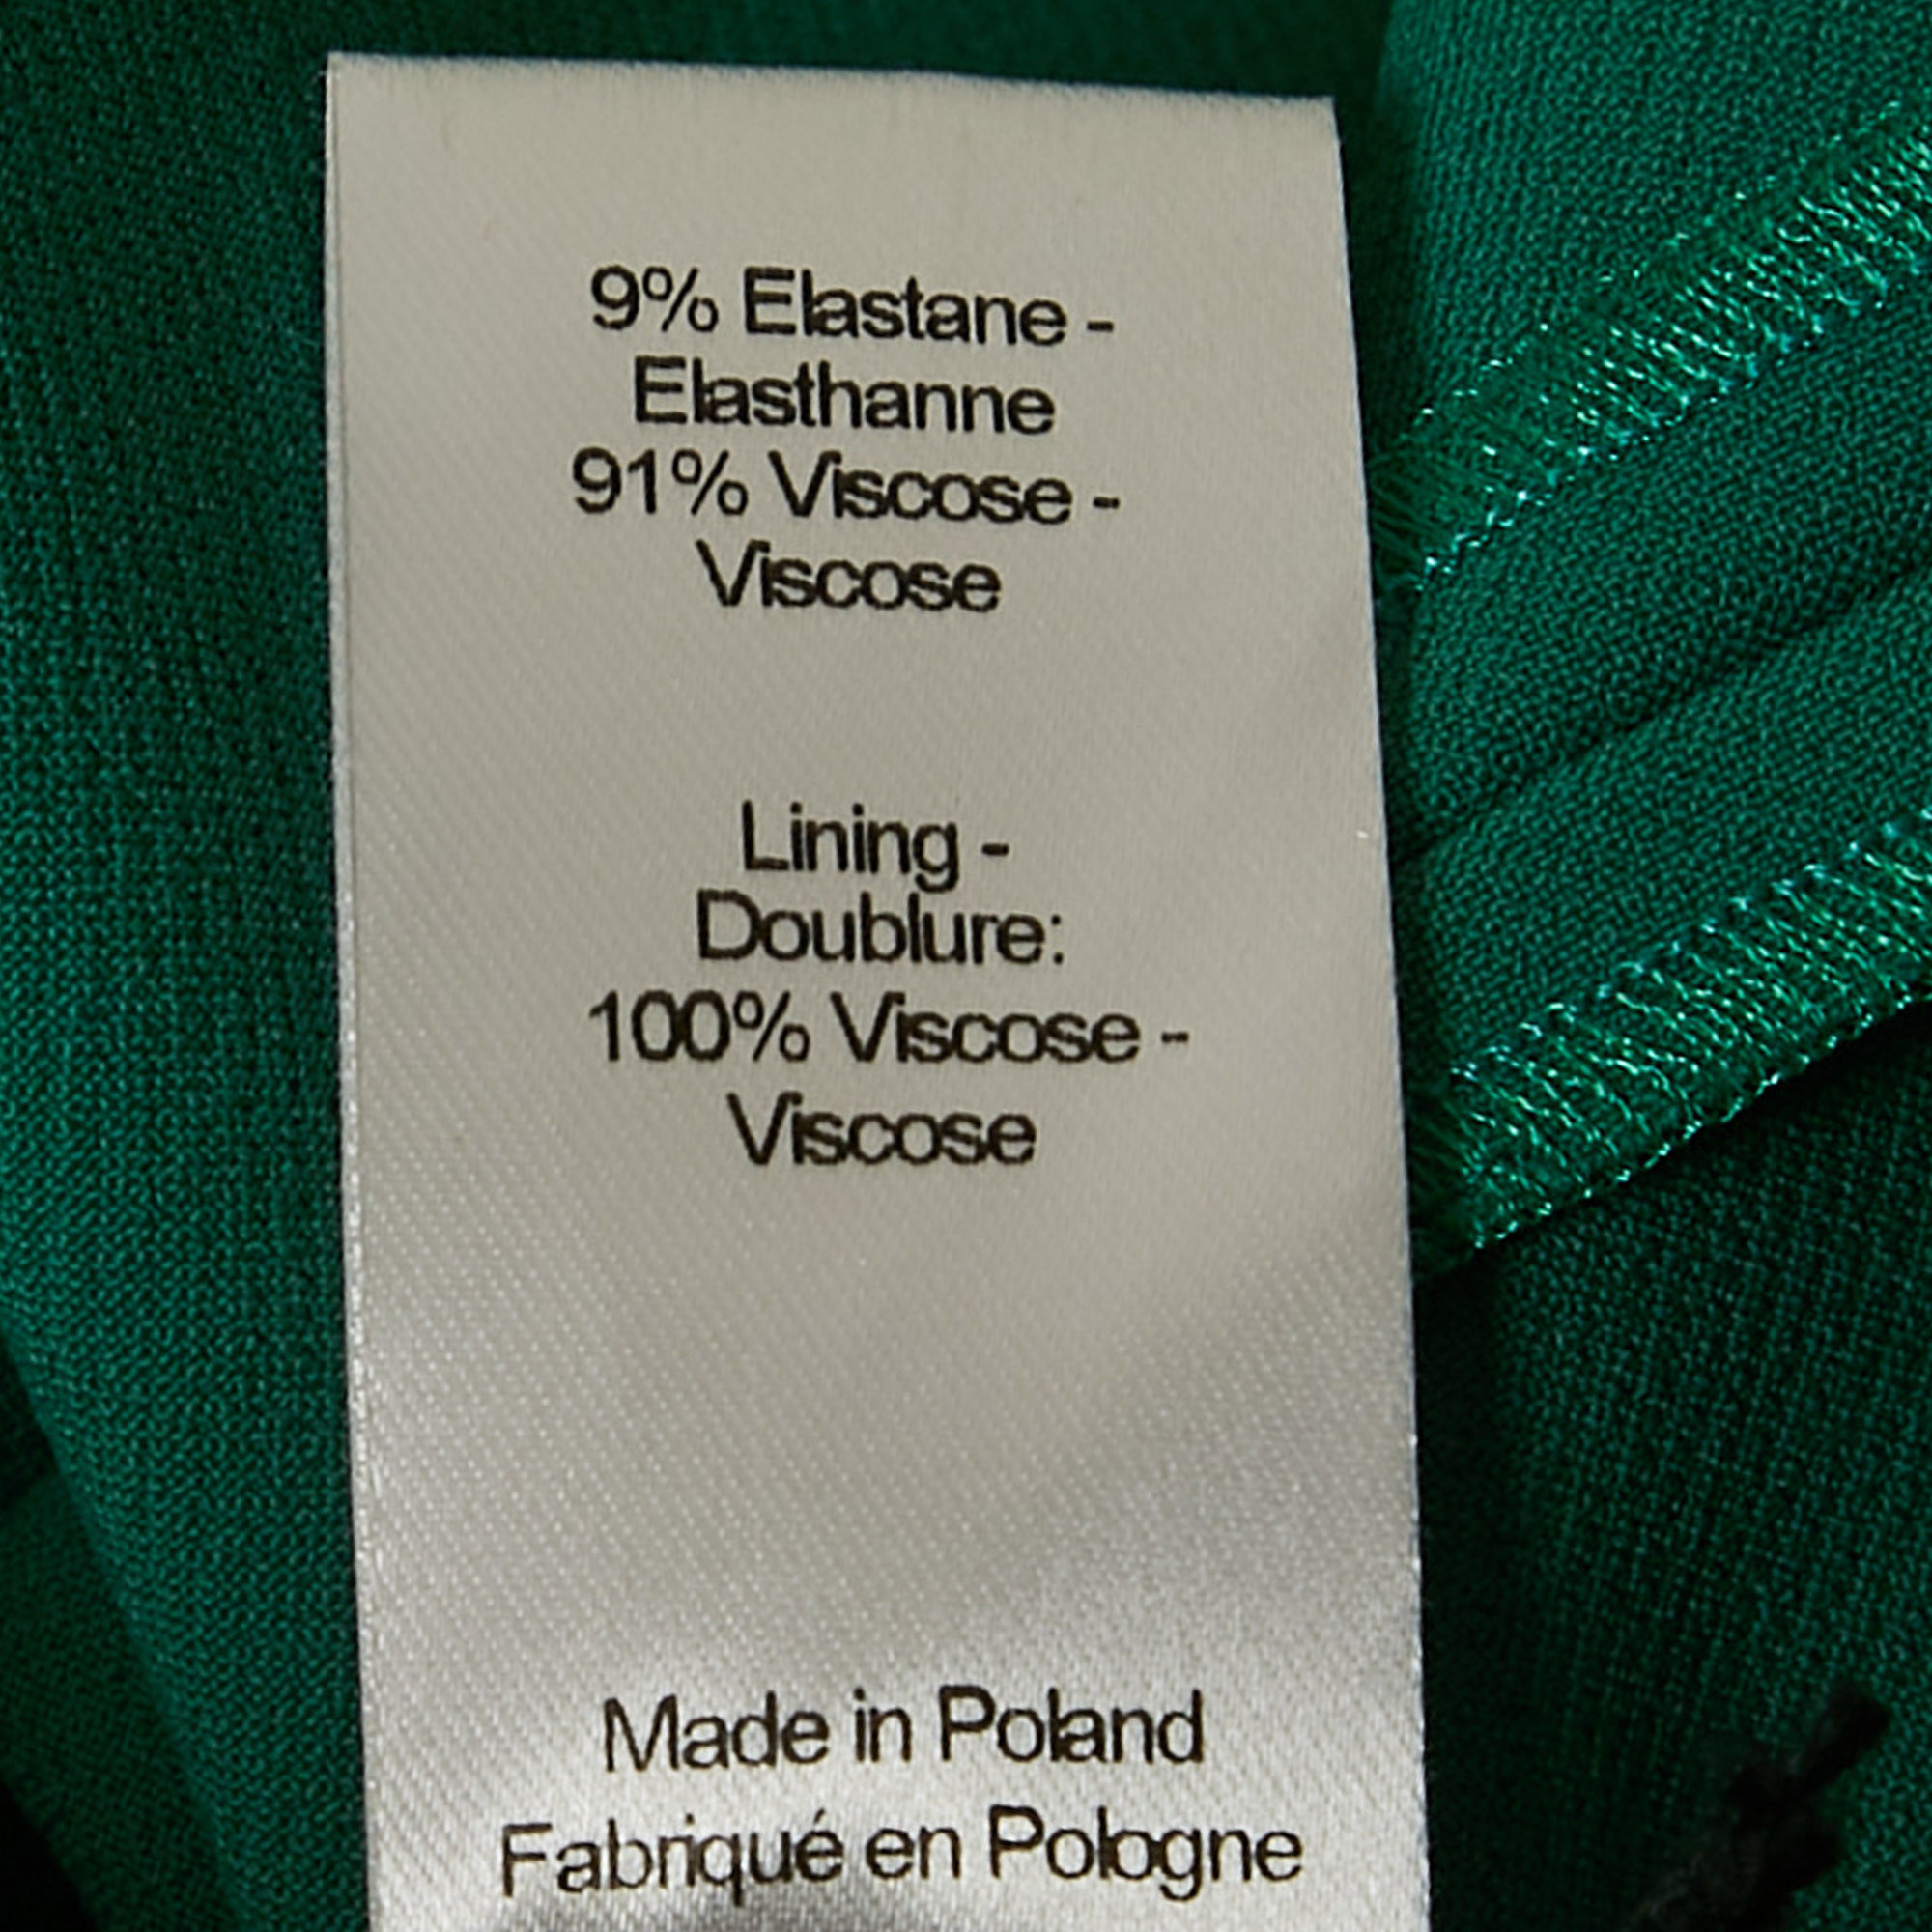 9% Elastane -
Elasthanne
91% Viscose -
Viscose
Lining -
Doublure:
100% Viscose -
Viscose
Made in Poland
Fabriqué en Pologne